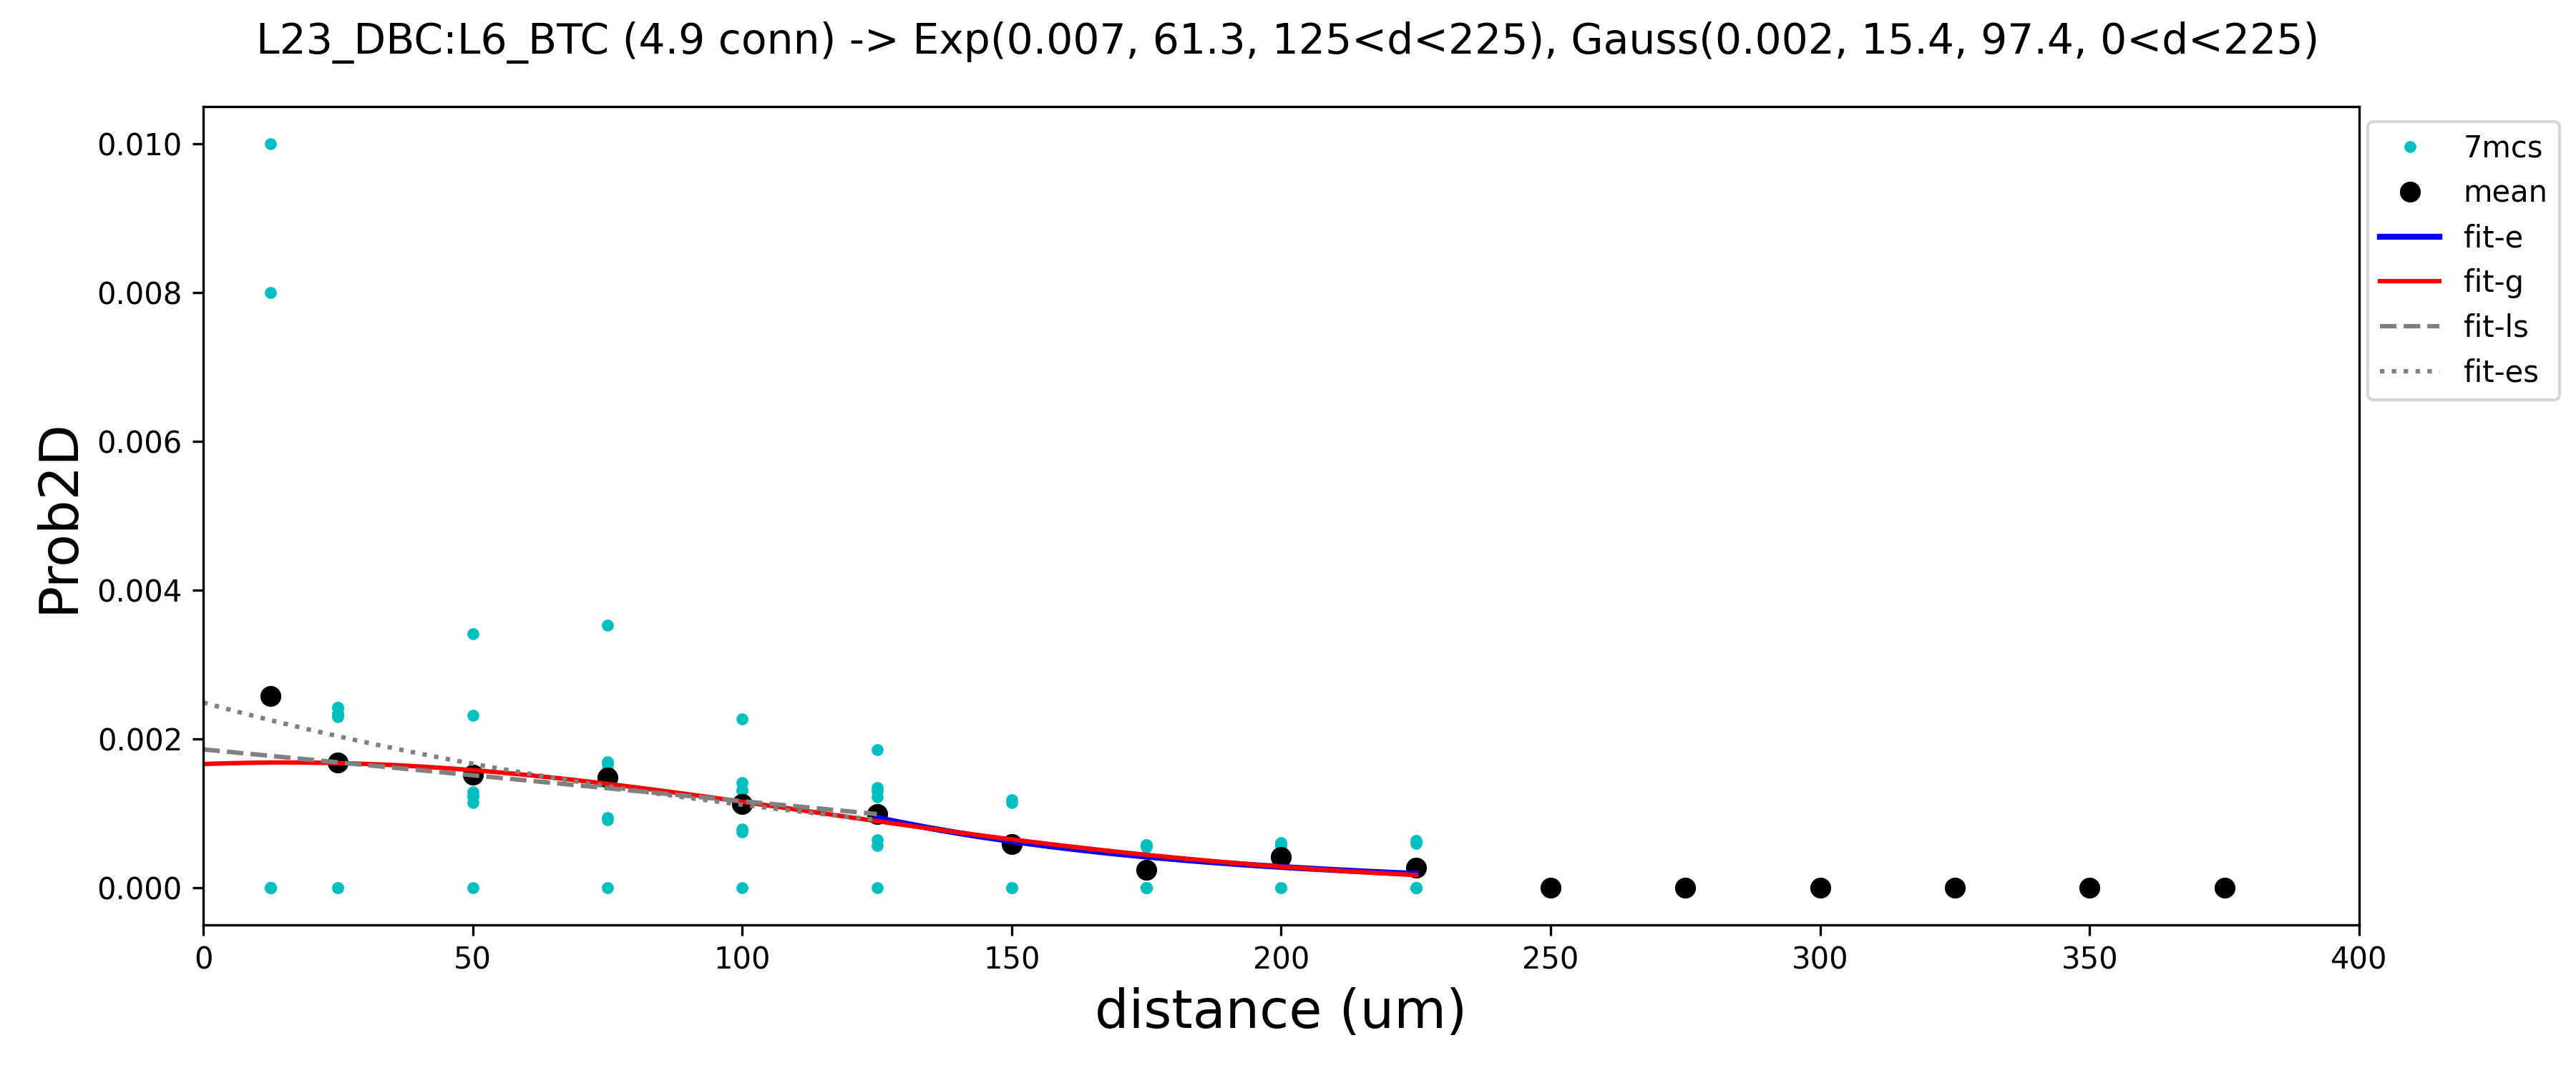 L23_DBC:L6_BTC (4.9 conn) -> Exp(0.007, 61.3, 125<d<225), Gauss(0.002, 15.4, 97.4, 0<d<225)
0.010
0.008
0.006
0.004
0.002
0.000
Prob2D
0 50 100 150 200 250 300 350 400
distance (um)
7mcs
mean
fit-e
fit-g
fit-ls
fit-es